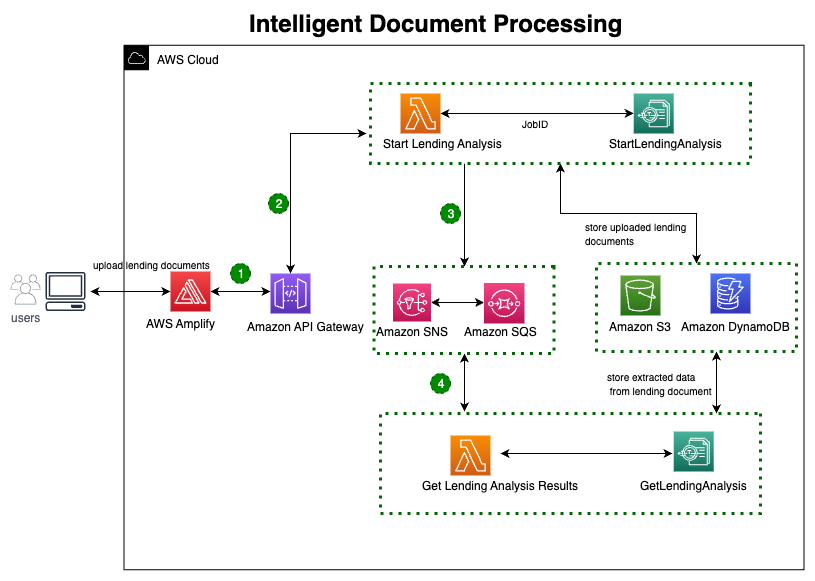 Intelligent Document Processing
AWS Cloud
Start Lending Analysis
JobID
StartLendingAnalysis
2
3
store uploaded lending
documents
upload lending documents
1
users
AWS Amplify
Amazon API Gateway
Amazon SNS
Amazon SQS
Amazon S3
Amazon DynamoDB
4
store extracted data
from lending document
Get Lending Analysis Results
GetLendingAnalysis